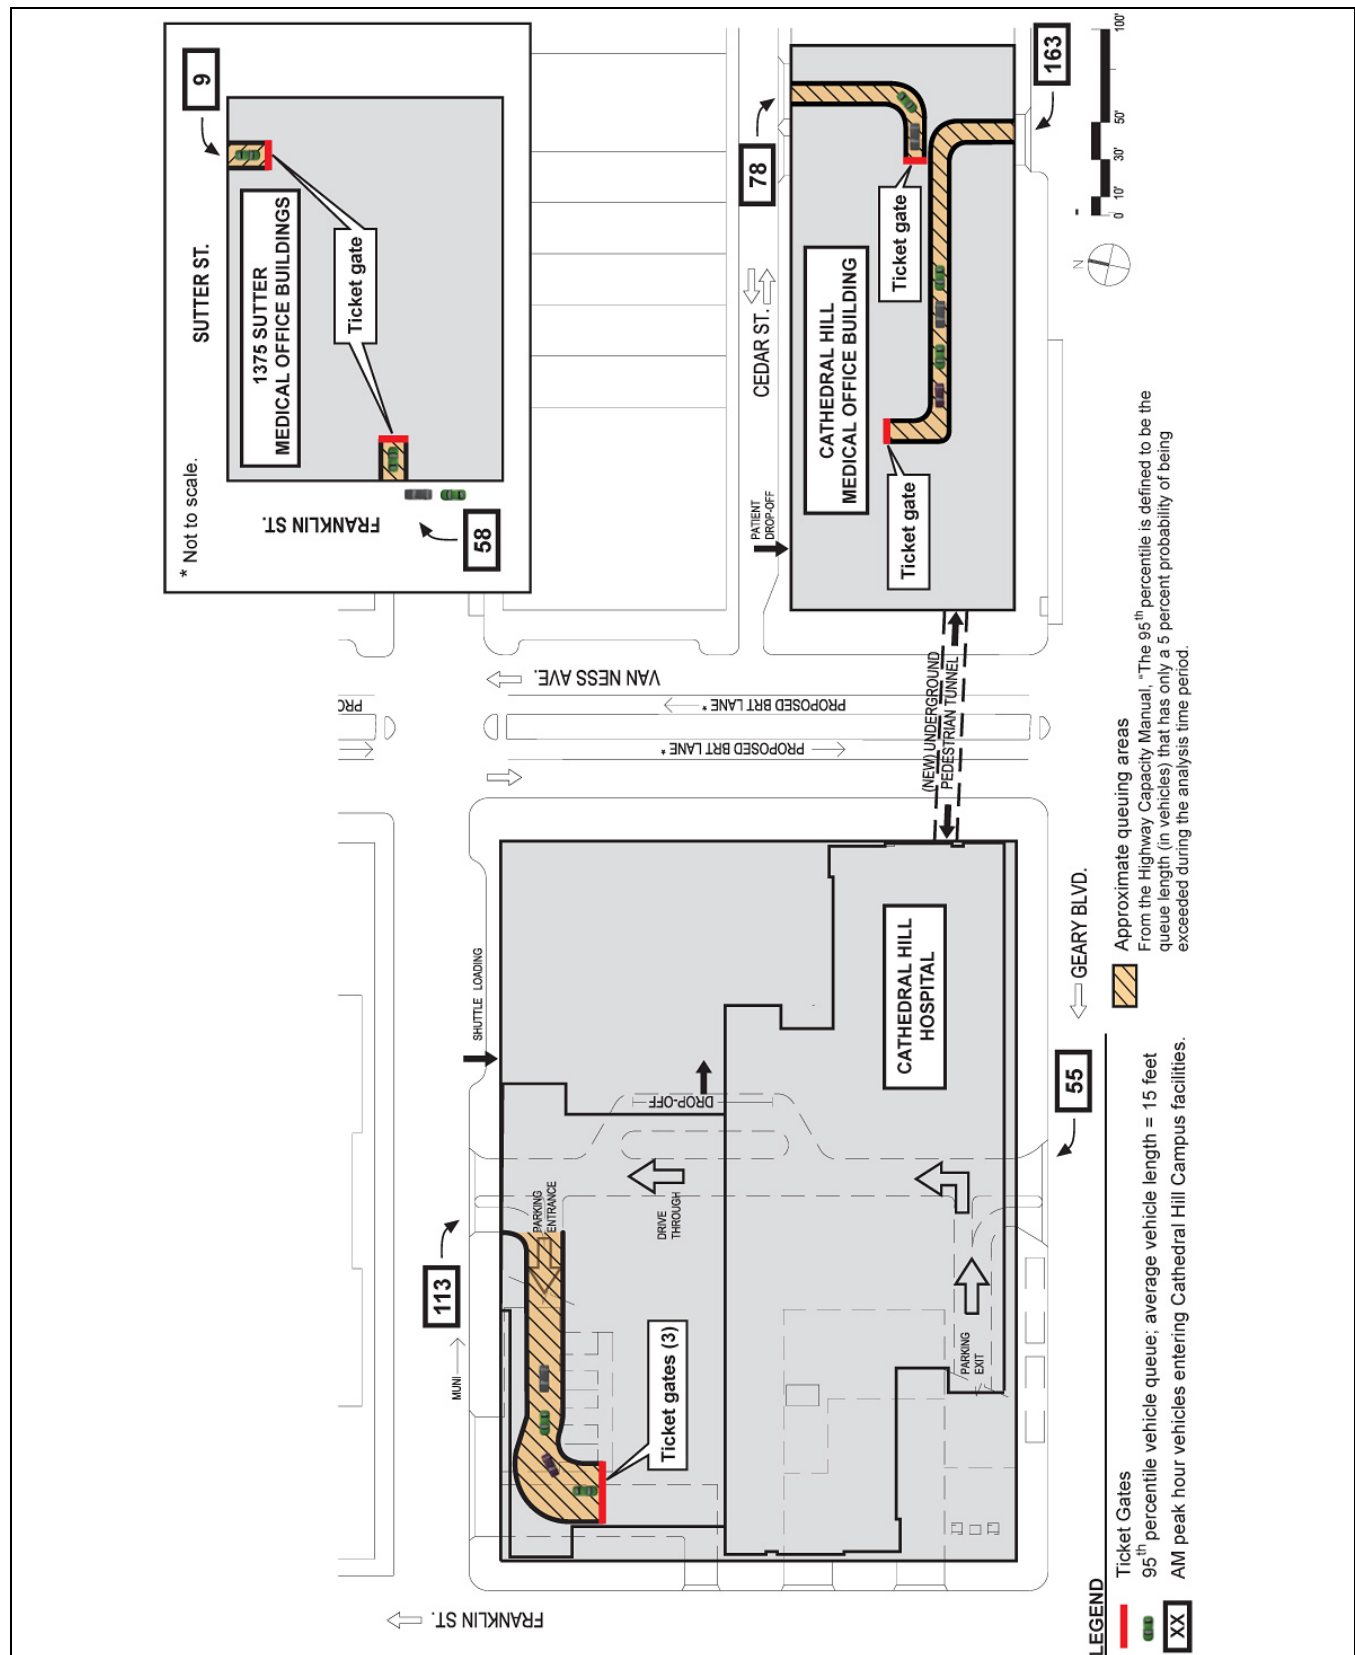 9
SUTTER ST.
1375 SUTTER
MEDICAL OFFICE BUILDINGS
Ticket gate
* Not to scale.
FRANKLIN ST.
58
78
163
CEDAR ST.
CATHEDRAL HILL
MEDICAL OFFICE BUILDING
Ticket gate
Ticket gate
PATIENT
DROP-OFF
N
0 10' 30' 50' 100'
VAN NESS AVE.
PROPOSED BRT LANE *
PROPOSED BRT LANE *
PRO
(NEW) UNDERGROUND
PEDESTRIAN TUNNEL
SHUTTLE LOADING
CATHEDRAL HILL
HOSPITAL
DROP-OFF
DRIVE
THROUGH
PARKING
ENTRANCE
113
MUNI
Ticket gates (3)
PARKING
EXIT
55
GEARY BLVD.
FRANKLIN ST.
LEGEND
Ticket Gates
95th percentile vehicle queue; average vehicle length = 15 feet
XX
AM peak hour vehicles entering Cathedral Hill Campus facilities.
Approximate queuing areas
From the Highway Capacity Manual, "The 95th percentile is defined to be the
queue length (in vehicles) that has only a 5 percent probability of being
exceeded during the analysis time period.